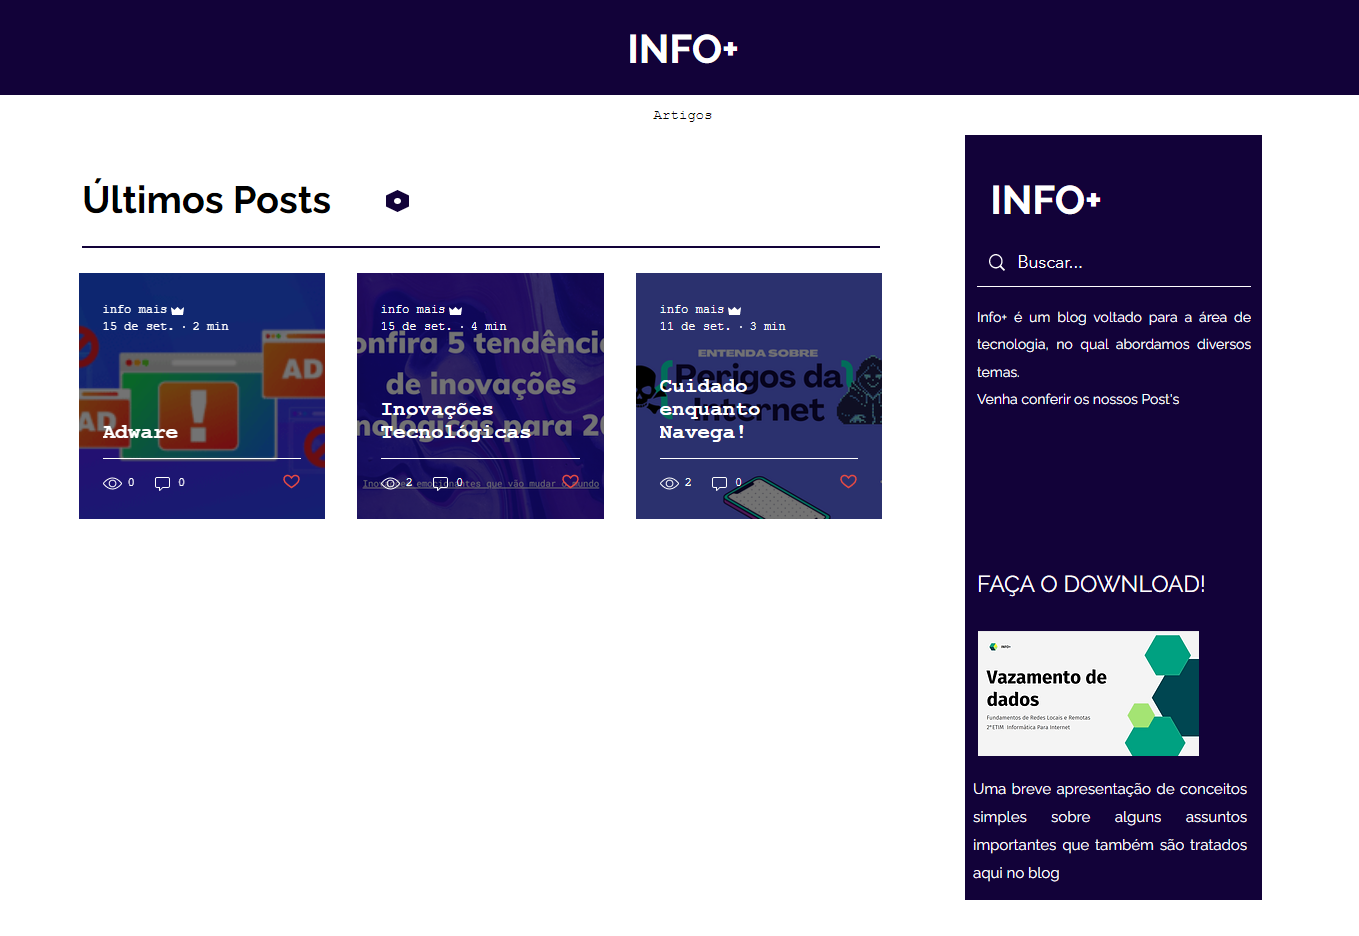 INFO+
Artigos
Últimos Posts
info mais
15 de set. · 2 min
AD
AD
Adware
0 0
info mais
15 de set. · 4 min
onfira 5 tendênci
de inovações
nológicas para 20
Inovações
Tecnológicas
2 0
info mais
11 de set. · 3 min
ENTENDA SOBRE
Perigos da
Internet
Cuidado
enquanto
Navega!
2 0
INFO+
Buscar...
Info+ é um blog voltado para a área de
tecnologia, no qual abordamos diversos
temas.
Venha conferir os nossos Post's
FAÇA O DOWNLOAD!
INFO+
Vazamento de
dados
Fundamentos de Redes Locais e Remotas
2°ETIM Informática Para Internet
Uma breve apresentação de conceitos
simples sobre alguns assuntos
importantes que também são tratados
aqui no blog